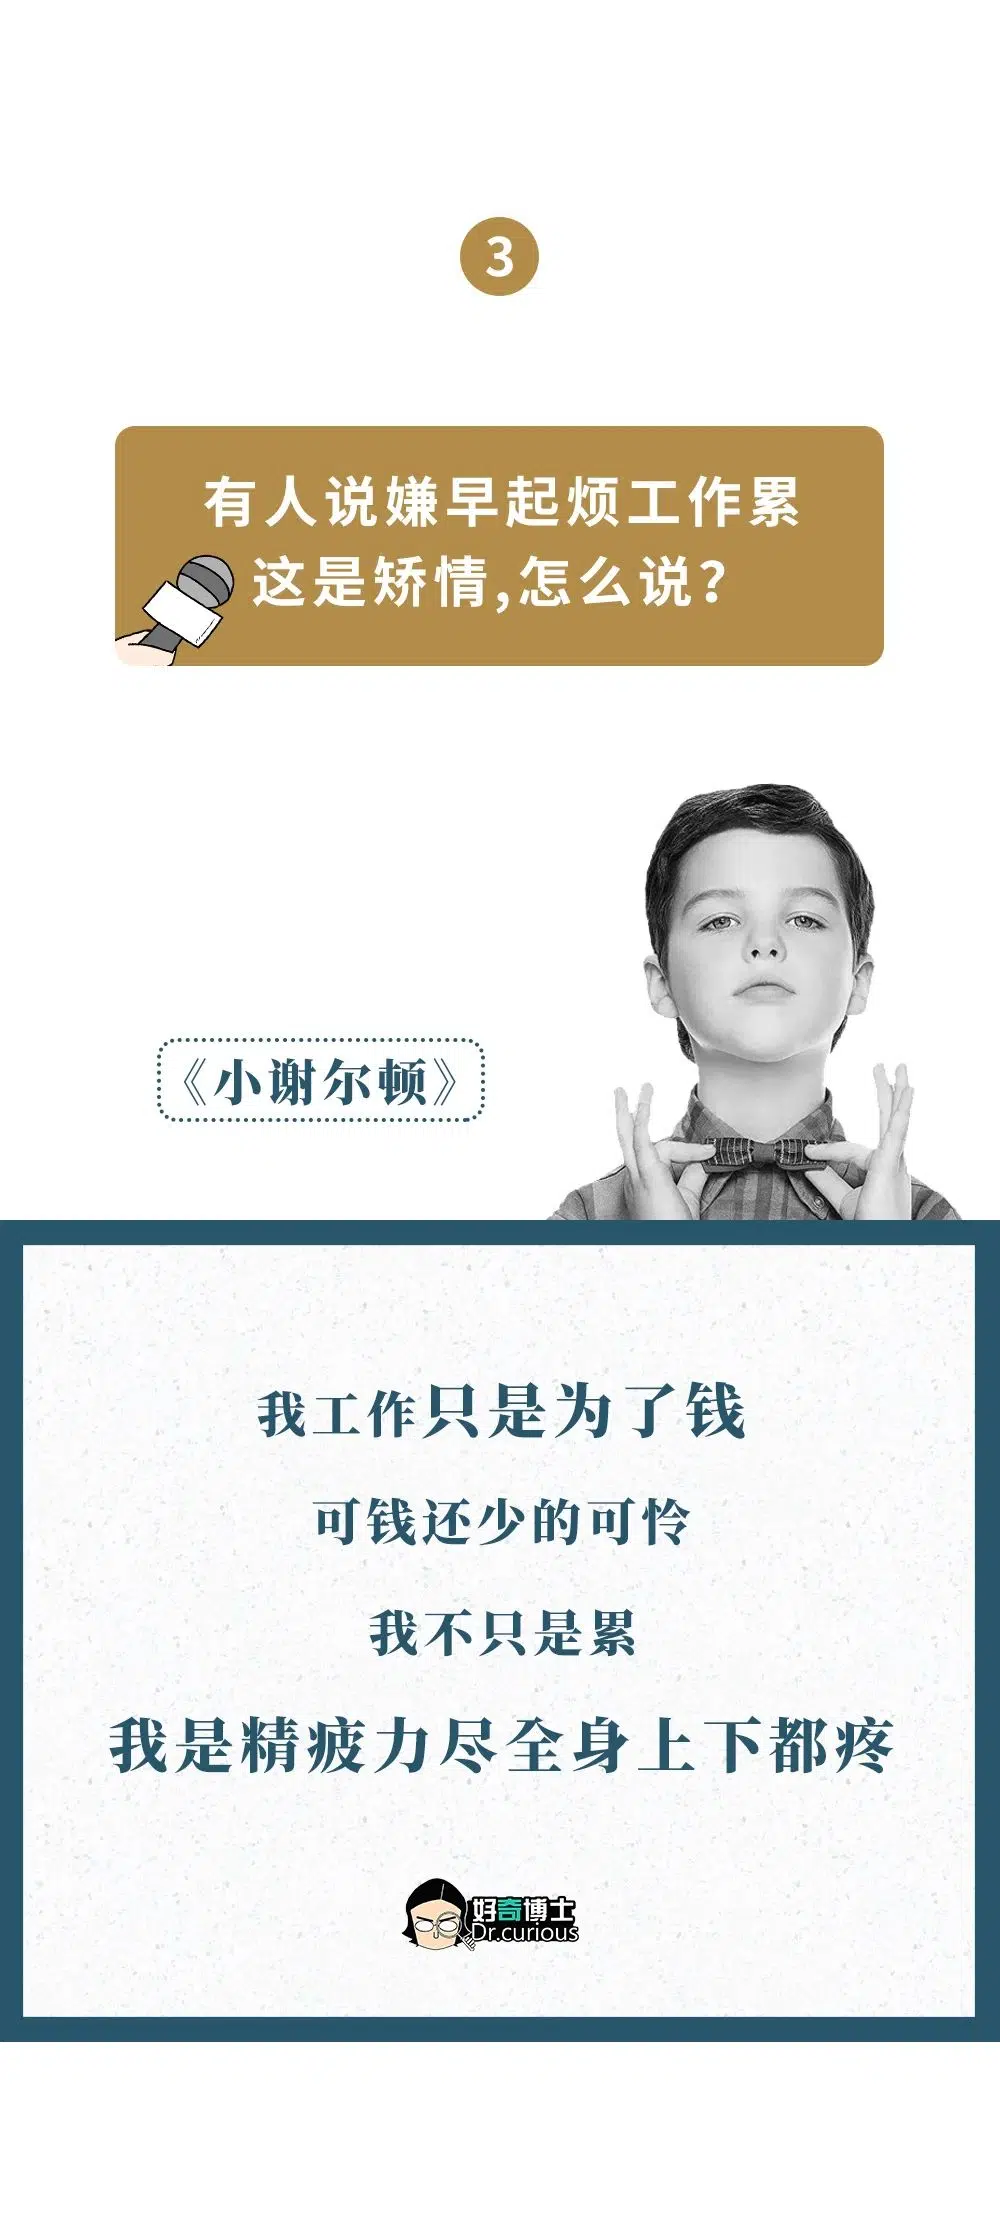 3
有人说嫌早起烦工作累
这是矫情,怎么说?
《小谢尔顿》
我工作只是为了钱
可钱还少的可怜
我不只是累
我是精疲力尽全身上下都疼
好奇博士
Dr.curious